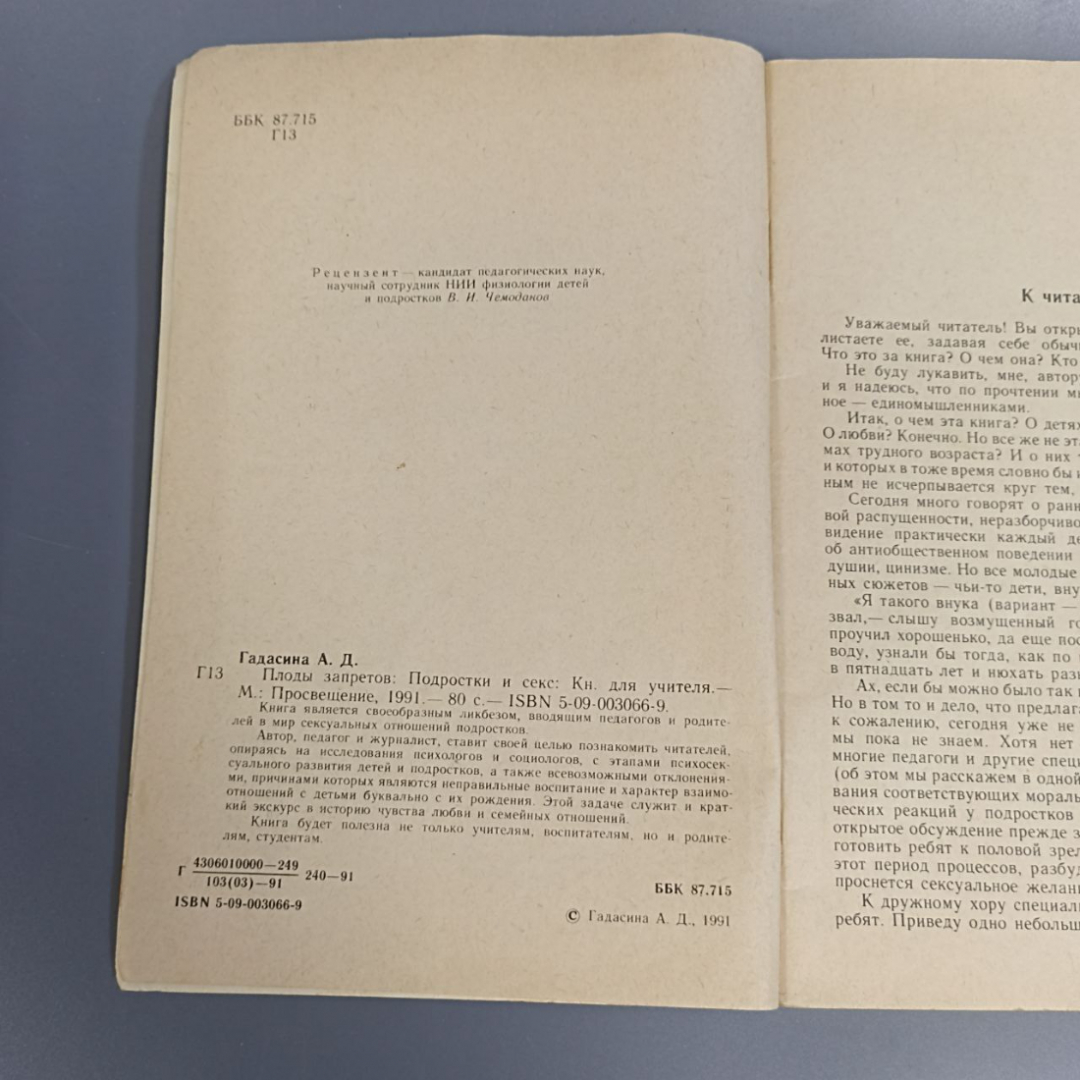 ББК 87.715
Г13
Рецензент — кандидат педагогических наук,
научный сотрудник НИИ физиологии детей
и подростков В. И. Чемоданов
Гадасина А. Д.
Г13 Плоды запретов: Подростки и секс: Кн. для учителя.—
М.: Просвещение, 1991.— 80 с.— ISBN 5-09-003066-9.
Книга является своеобразным ликбезом, вводящим педагогов и родите-
лей в мир сексуальных отношений подростков.
Автор, педагог и журналист, ставит своей целью познакомить читателей,
опираясь на исследования психологов и социологов, с этапами психосек-
суального развития детей и подростков, а также всевозможными отклонения-
ми, причинами которых являются неправильные воспитание и характер взаимо-
отношений с детьми буквально с их рождения. Этой задаче служит и крат-
кий экскурс в историю чувства любви и семейных отношений.
Книга будет полезна не только учителям, воспитателям, но и родите-
лям, студентам.
Г 4306010000—249
103(03)—91 240—91
ISBN 5-09-003066-9
ББК 87.715
© Гадасина А. Д., 1991
К чита
Уважаемый читатель! Вы откры
листаете ее, задавая себе обычн
Что это за книга? О чем она? Кто
Не буду лукавить, мне, автор
и я надеюсь, что по прочтении мы
ное — единомышленниками.
Итак, о чем эта книга? О детях
О любви? Конечно. Но все же не эт
мах трудного возраста? И о них
и которых в тоже время словно бы
ным не исчерпывается круг тем,
Сегодня много говорят о ранн
вой распущенности, неразборчиво
видение практически каждый де
об антиобщественном поведении
душии, цинизме. Но все молодые
ных сюжетов — чьи-то дети, вну
«Я такого внука (вариант —
звал,— слышу возмущенный го
проучил хорошенько, да еще пос
воду, узнали бы тогда, как по
в пятнадцать лет и нюхать разн
Ах, если бы можно было так
Но в том то и дело, что предлага
к сожалению, сегодня уже не
мы пока не знаем. Хотя нет
многие педагоги и другие специ
(об этом мы расскажем в одной
вания соответствующих мораль
ческих реакций у подростков
открытое обсуждение прежде з
готовить ребят к половой зрел
этот период процессов, разбуд
проснется сексуальное желани
К дружному хору специали
ребят. Приведу одно небольш